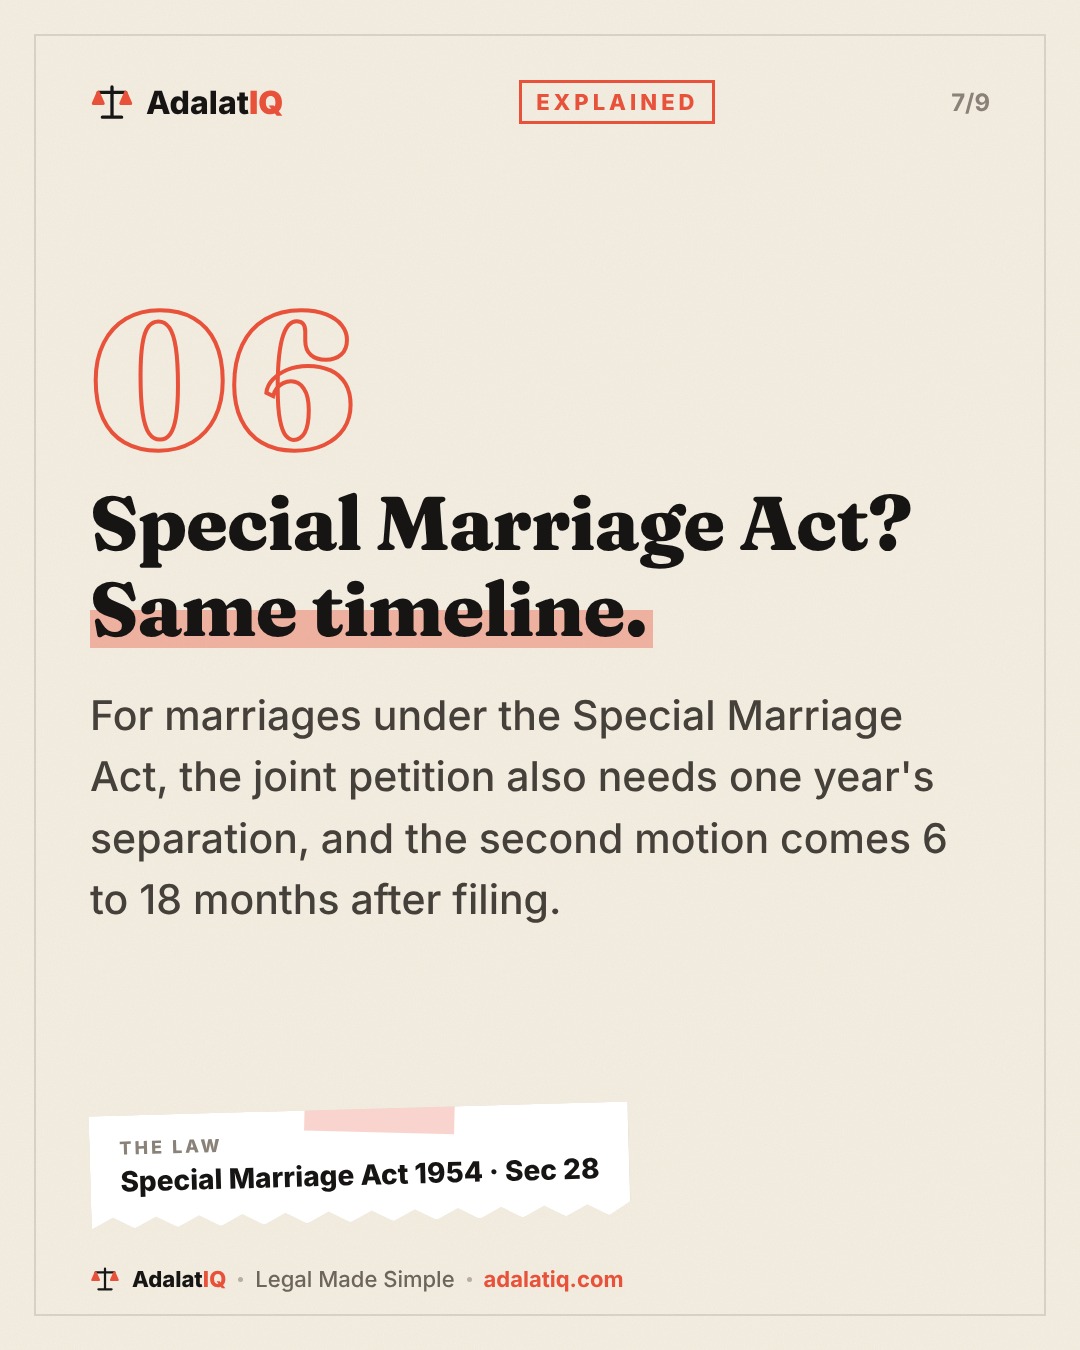 AdalatIQ
EXPLAINED
7/9
06
Special Marriage Act?
Same timeline.
For marriages under the Special Marriage
Act, the joint petition also needs one year's
separation, and the second motion comes 6
to 18 months after filing.
THE LAW
Special Marriage Act 1954 · Sec 28
AdalatIQ • Legal Made Simple • adalatiq.com